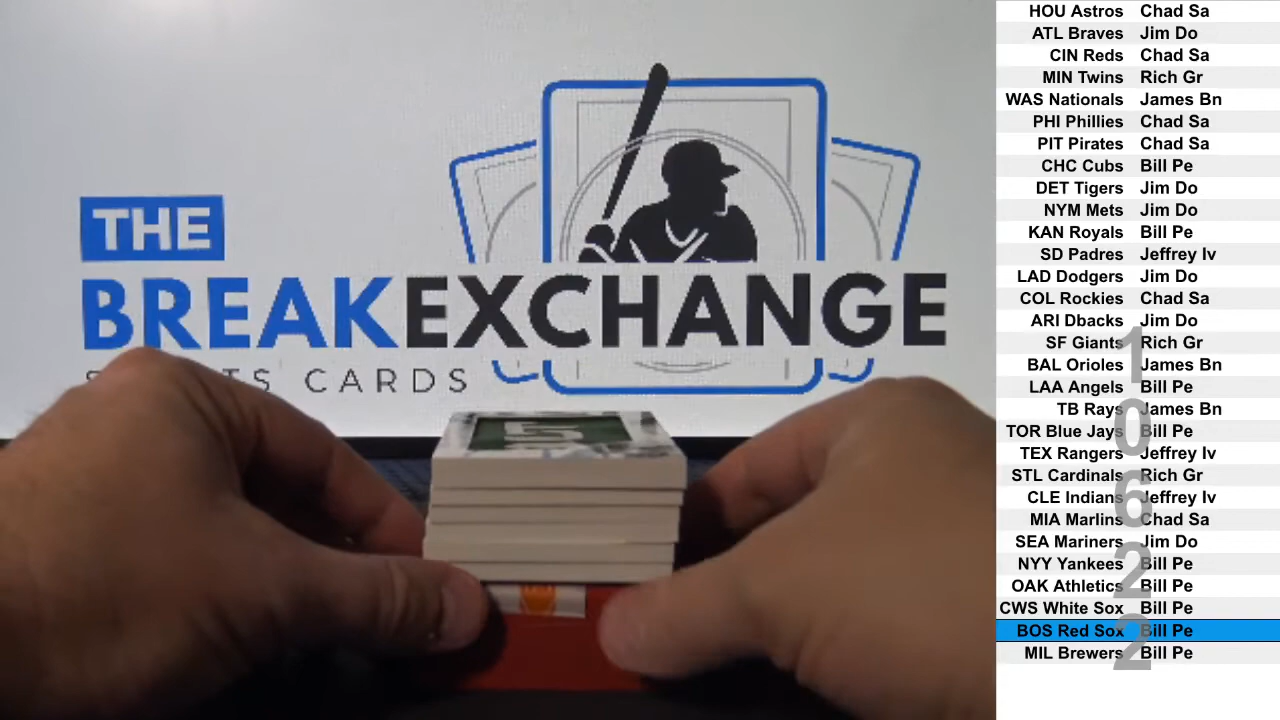 THE
BREAKEXCHANGE
CARDS
5
HOU Astros Chad Sa
ATL Braves Jim Do
CIN Reds Chad Sa
MIN Twins Rich Gr
WAS Nationals James Bn
PHI Phillies Chad Sa
PIT Pirates Chad Sa
CHC Cubs Bill Pe
DET Tigers Jim Do
NYM Mets Jim Do
KAN Royals Bill Pe
SD Padres Jeffrey Iv
LAD Dodgers Jim Do
COL Rockies Chad Sa
ARI Dbacks Jim Do
SF Giants Rich Gr
BAL Orioles James Bn
LAA Angels Bill Pe
TB Rays James Bn
TOR Blue Jays Bill Pe
TEX Rangers Jeffrey Iv
STL Cardinals Rich Gr
CLE Indians Jeffrey Iv
MIA Marlins Chad Sa
SEA Mariners Jim Do
NYY Yankees Bill Pe
OAK Athletics Bill Pe
CWS White Sox Bill Pe
BOS Red Sox Bill Pe
MIL Brewers Bill Pe
10622